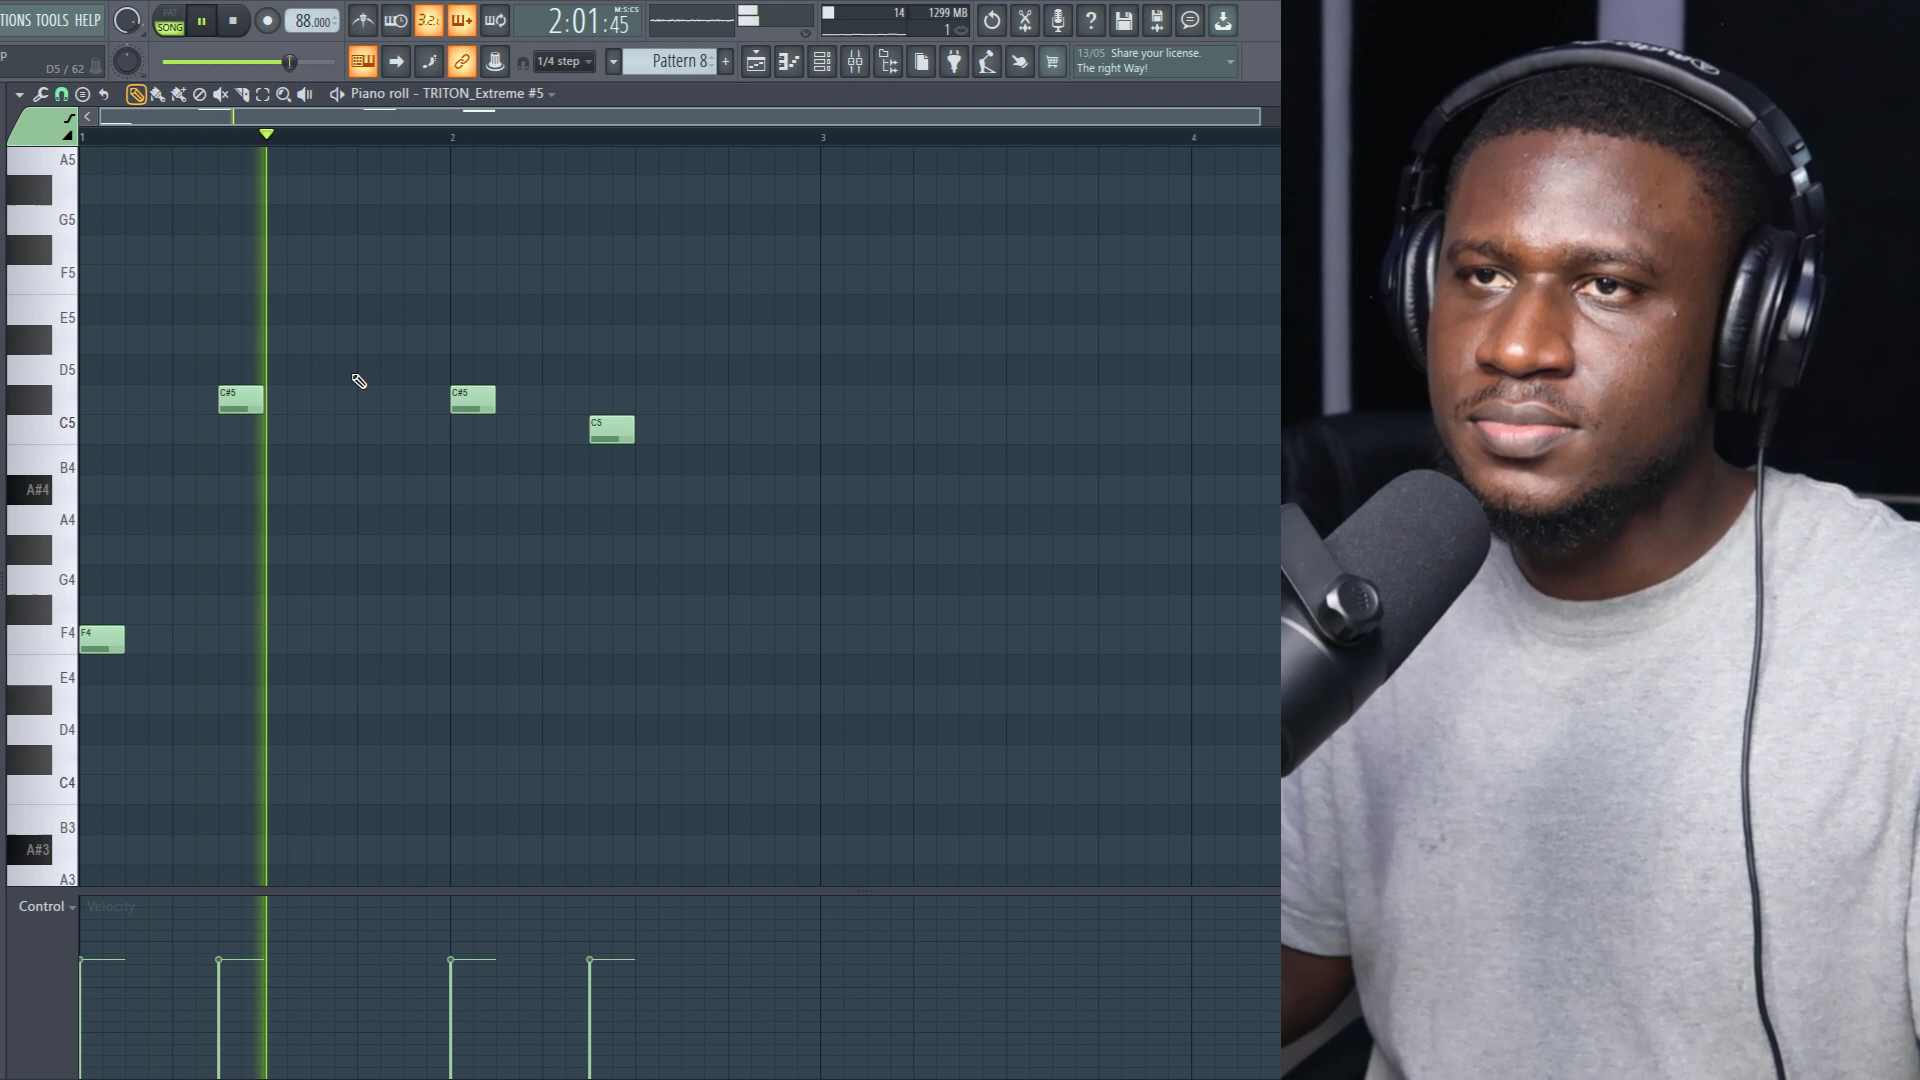 TIONS TOOLS HELP
PAT
SONG
88.000
3.2.
2:01:45
M:S:CS
14
1299 MB
1
p
D5 / 62
1/4 step
Pattern 8
+
13/05 Share your license.
The right Way!
Piano roll - TRITON_Extreme #5
1
2
3
4
A5
G5
F5
E5
D5
C#5
C#5
C5
C5
B4
A#4
A4
G4
F4
F4
E4
D4
C4
B3
A#3
A3
Control
Velocity